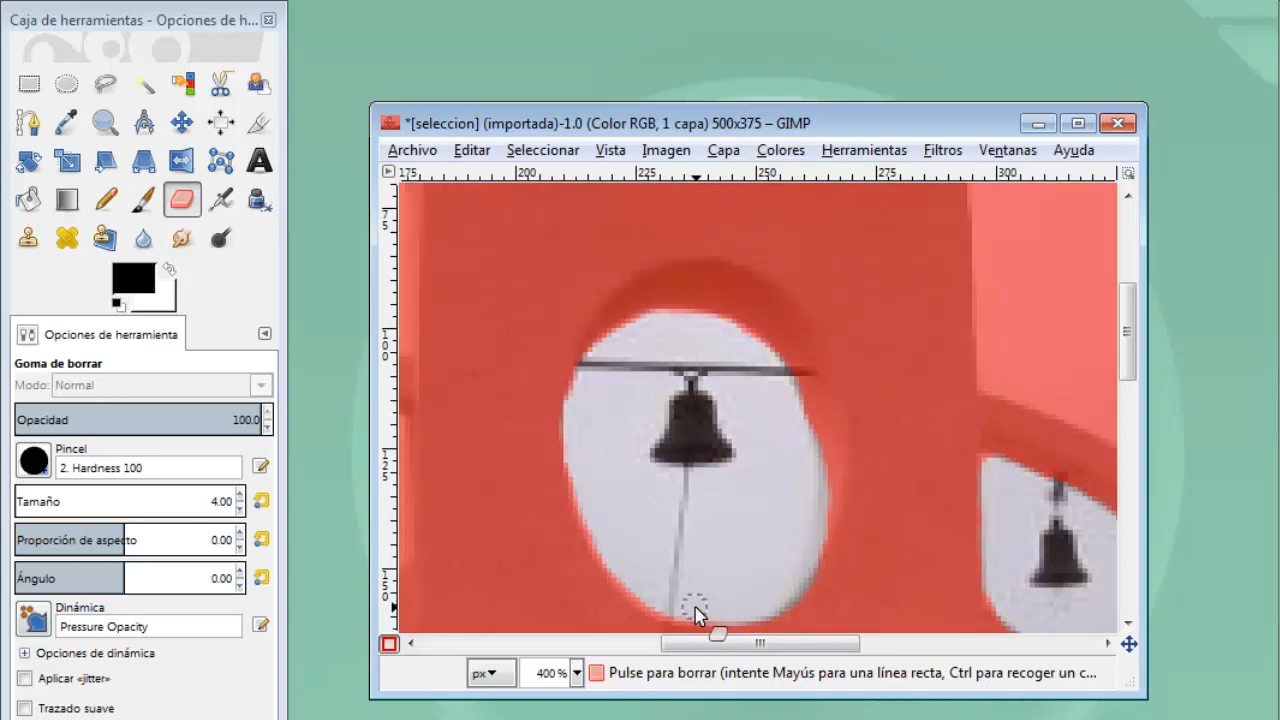 Caja de herramientas - Opciones de h...
*[seleccion] (importada)-1.0 (Color RGB, 1 capa) 500x375 – GIMP
Archivo Editar Seleccionar Vista Imagen Capa Colores Herramientas Filtros Ventanas Ayuda
175 200 225 250 275 300
75
100
125
150
Opciones de herramienta
Goma de borrar
Modo: Normal
Opacidad 100.0
Pincel
2. Hardness 100
Tamaño 4.00
Proporción de aspecto 0.00
Ángulo 0.00
Dinámica
Pressure Opacity
Opciones de dinámica
Aplicar «jitter»
Trazado suave
px 400 % Pulse para borrar (intente Mayús para una línea recta, Ctrl para recoger un c...